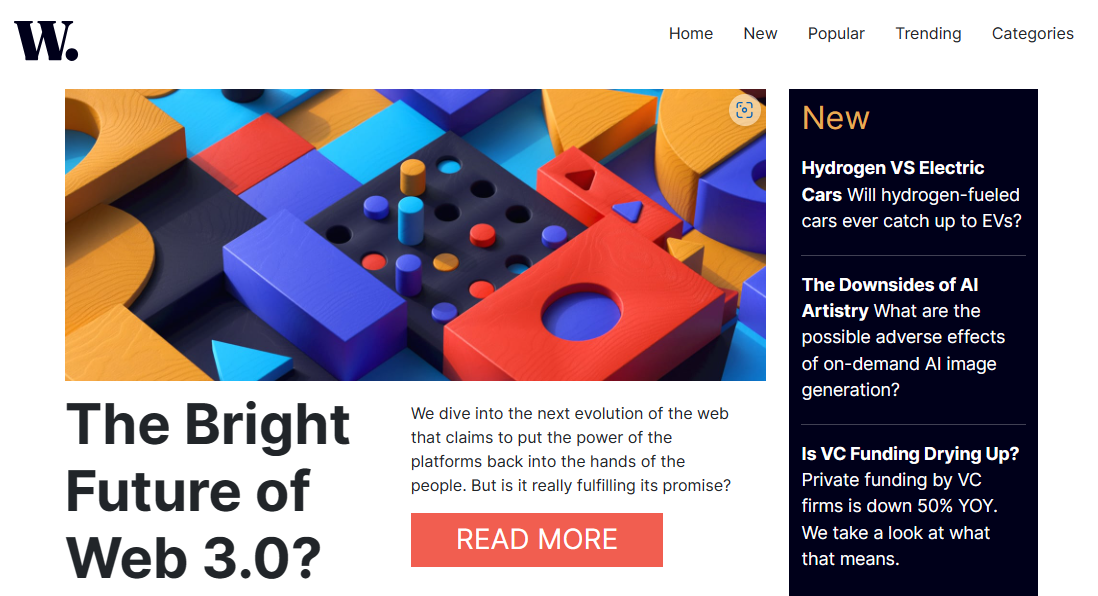 W.
Home New Popular Trending Categories
The Bright
Future of
Web 3.0?
We dive into the next evolution of the web
that claims to put the power of the
platforms back into the hands of the
people. But is it really fulfilling its promise?
READ MORE
New
Hydrogen VS Electric
Cars Will hydrogen-fueled
cars ever catch up to EVs?
The Downsides of AI
Artistry What are the
possible adverse effects
of on-demand AI image
generation?
Is VC Funding Drying Up?
Private funding by VC
firms is down 50% YOY.
We take a look at what
that means.